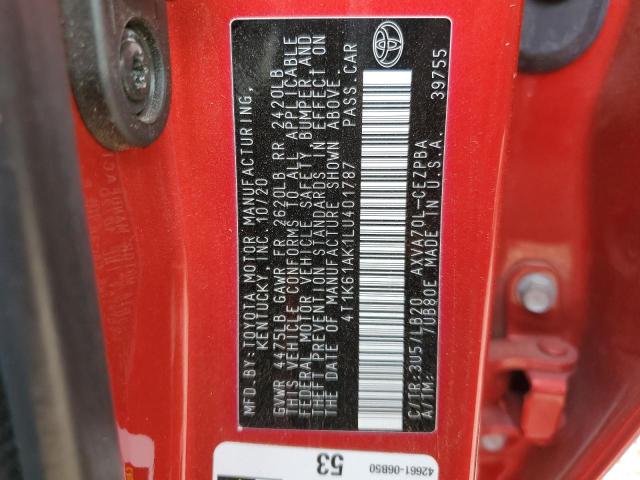 MFD.BY:TOYOTA MOTOR MANUFACTURING,
KENTUCKY, INC. 10/20
GVWR 4475LB GAWR FR 2620LB RR 2420LB
THIS VEHICLE CONFORMS TO ALL APPLICABLE
FEDERAL MOTOR VEHICLE SAFETY, BUMPER, AND
THEFT PREVENTION STANDARDS IN EFFECT ON
THE DATE OF MANUFACTURE SHOWN ABOVE.
4T1K61AK1LU401787 PASS. CAR
C/TR:3U5/LB20 AXVA70L-CEZPBA
A/TM: /UB80E MADE IN U.S.A. 39755
53
42661-06B50